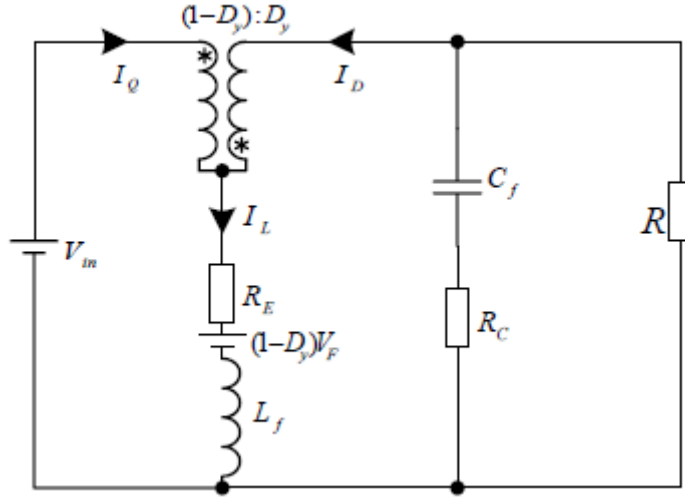 (1−D_y):D_y
I_Q
I_D
*
*
C_f
I_L
R
V_in
R_E
R_C
(1−D_y)V_F
L_f